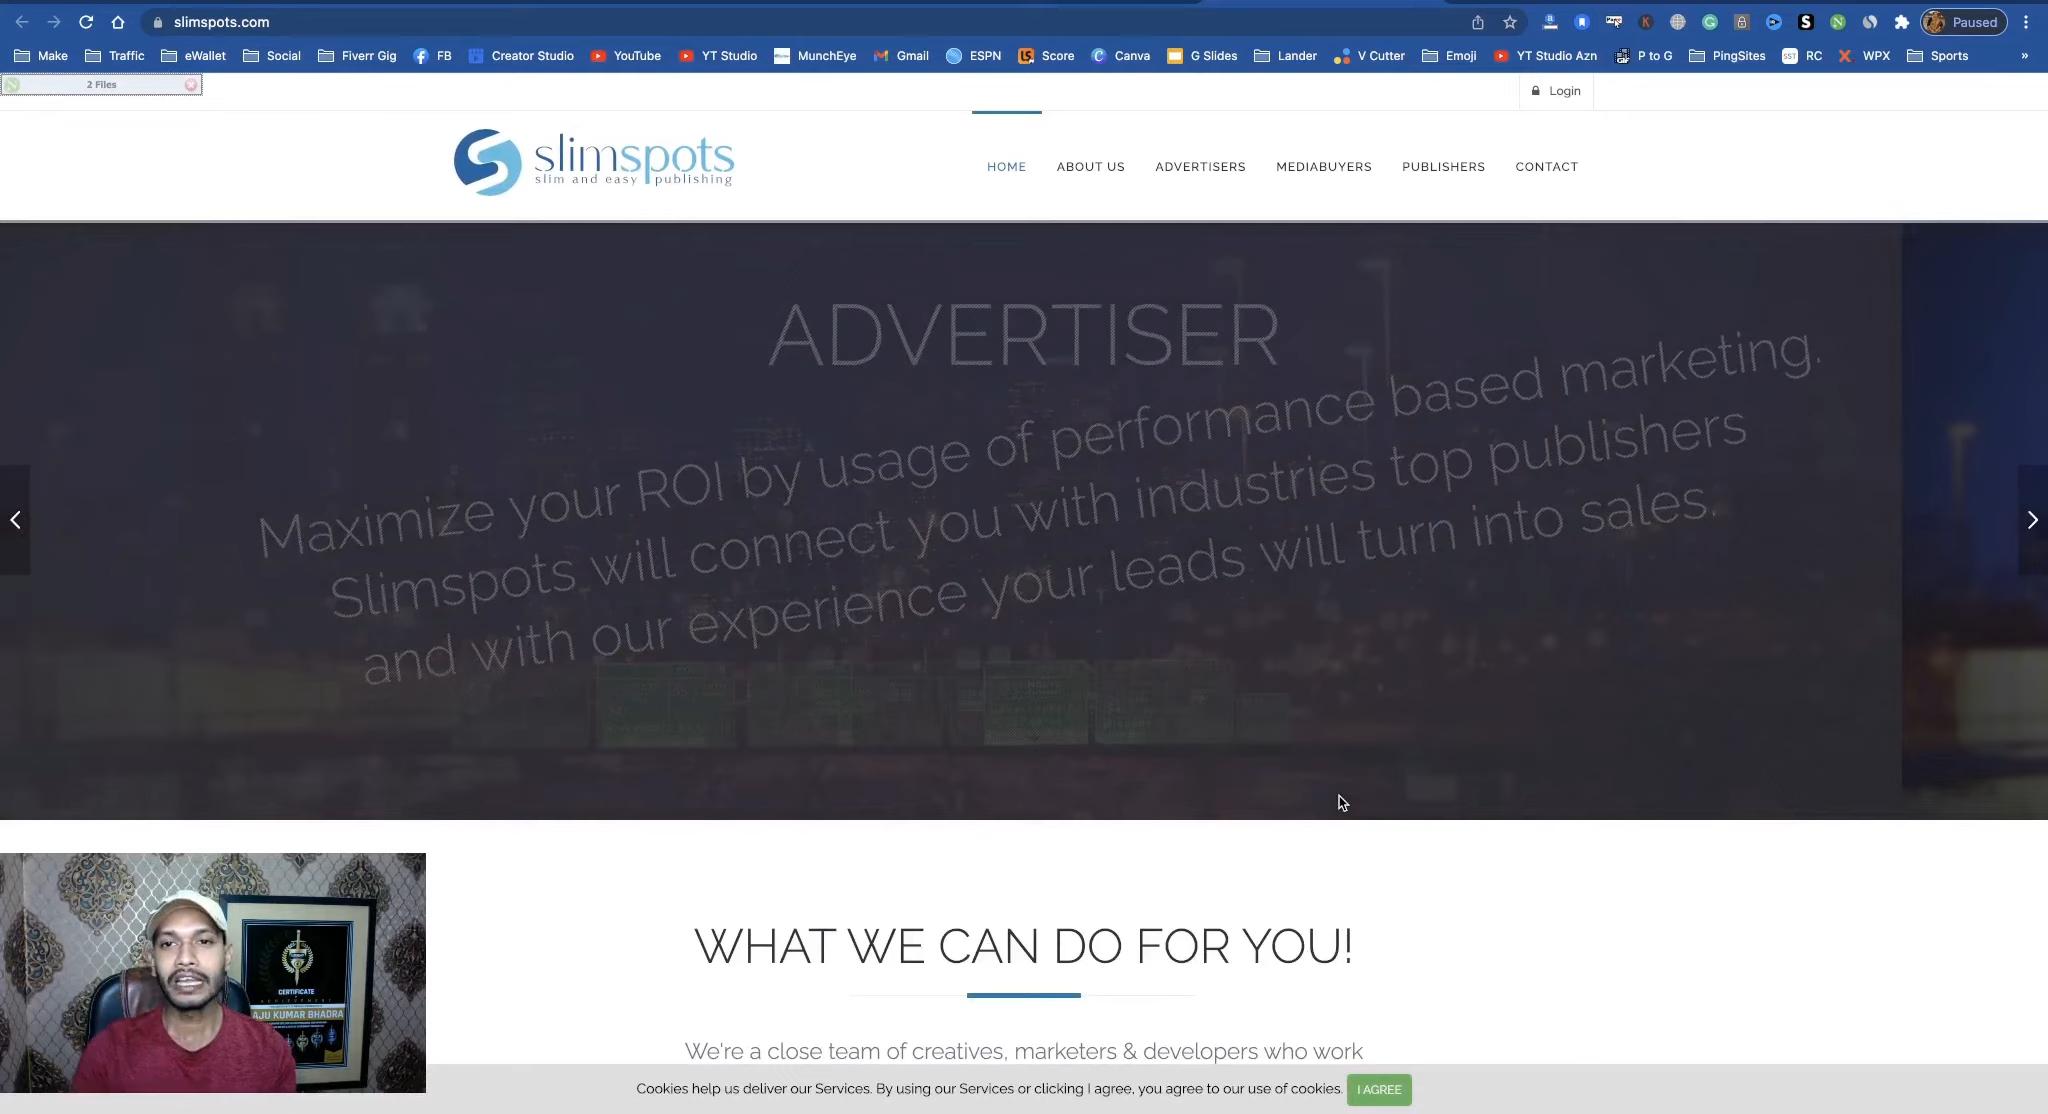 slimspots.com
Paused
Make Traffic eWallet Social Fiverr Gig FB Creator Studio YouTube YT Studio MunchEye Gmail ESPN Score Canva G Slides Lander V Cutter Emoji YT Studio Azn P to G PingSites RC WPX Sports »
2 Files
Login
slimspots
slim and easy publishing
HOME ABOUT US ADVERTISERS MEDIABUYERS PUBLISHERS CONTACT
ADVERTISER
Maximize your ROI by usage of performance based marketing.
Slimspots will connect you with industries top publishers
and with our experience your leads will turn into sales.
WHAT WE CAN DO FOR YOU!
We're a close team of creatives, marketers & developers who work
Cookies help us deliver our Services. By using our Services or clicking I agree, you agree to our use of cookies. I AGREE
CERTIFICATE
AJU KUMAR BHADRA